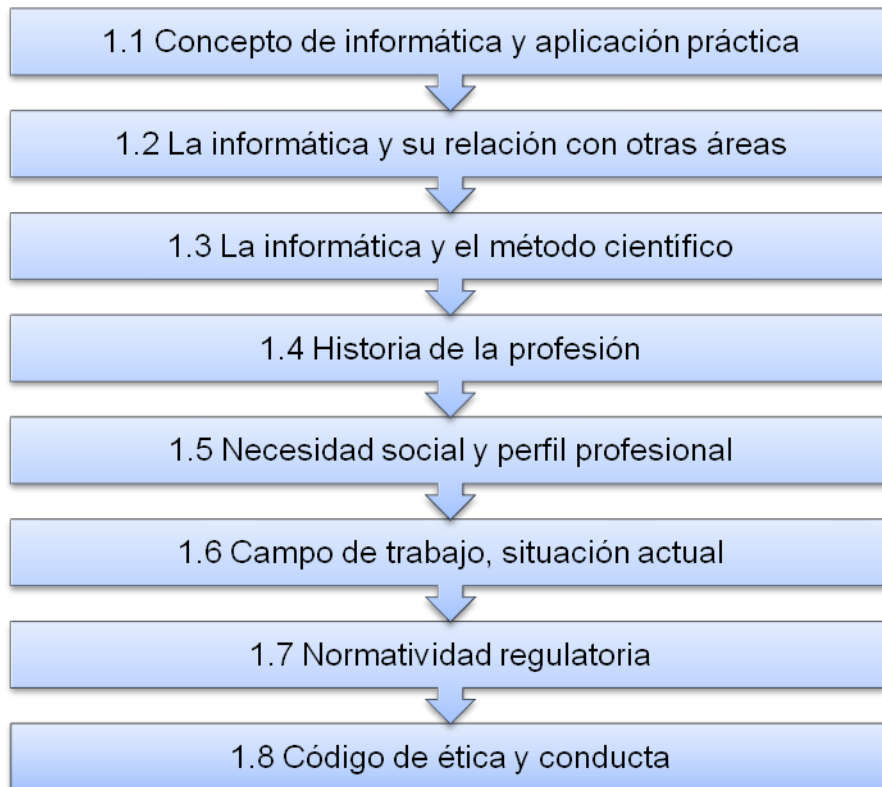 1.1 Concepto de informática y aplicación práctica
1.2 La informática y su relación con otras áreas
1.3 La informática y el método científico
1.4 Historia de la profesión
1.5 Necesidad social y perfil profesional
1.6 Campo de trabajo, situación actual
1.7 Normatividad regulatoria
1.8 Código de ética y conducta